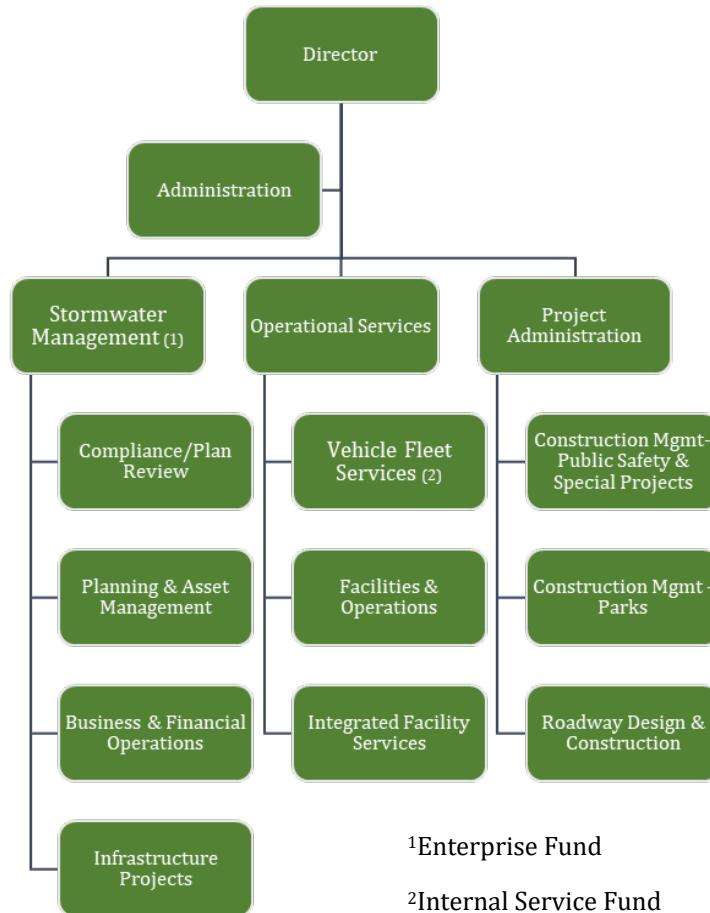 Director
Administration
Stormwater
Management (1)
Operational Services
Project
Administration
Compliance/Plan
Review
Vehicle Fleet
Services (2)
Construction Mgmt-
Public Safety &
Special Projects
Planning & Asset
Management
Facilities &
Operations
Construction Mgmt -
Parks
Business & Financial
Operations
Integrated Facility
Services
Roadway Design &
Construction
Infrastructure
Projects
¹Enterprise Fund
²Internal Service Fund